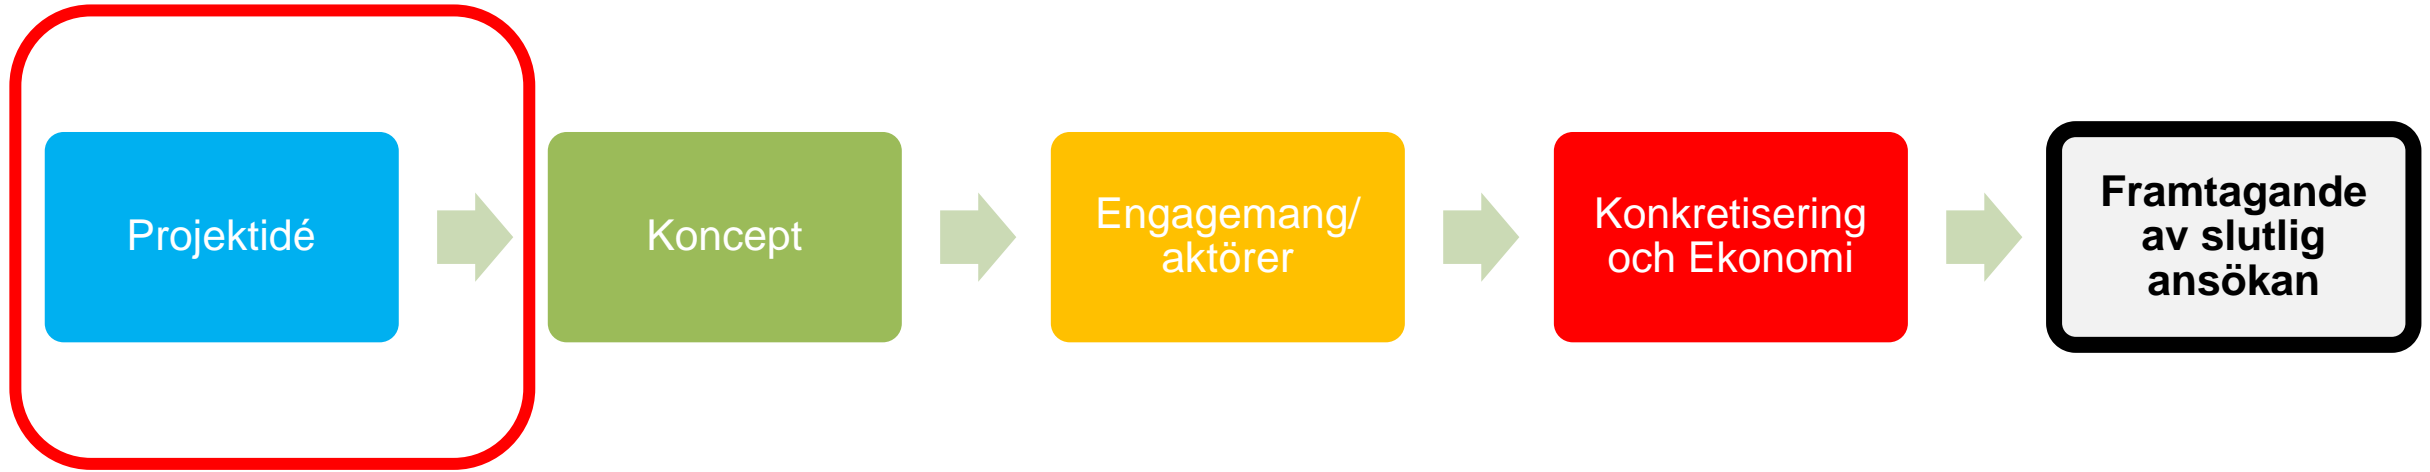 Projektidé
Koncept
Engagemang/
aktörer
Konkretisering
och Ekonomi
Framtagande
av slutlig
ansökan